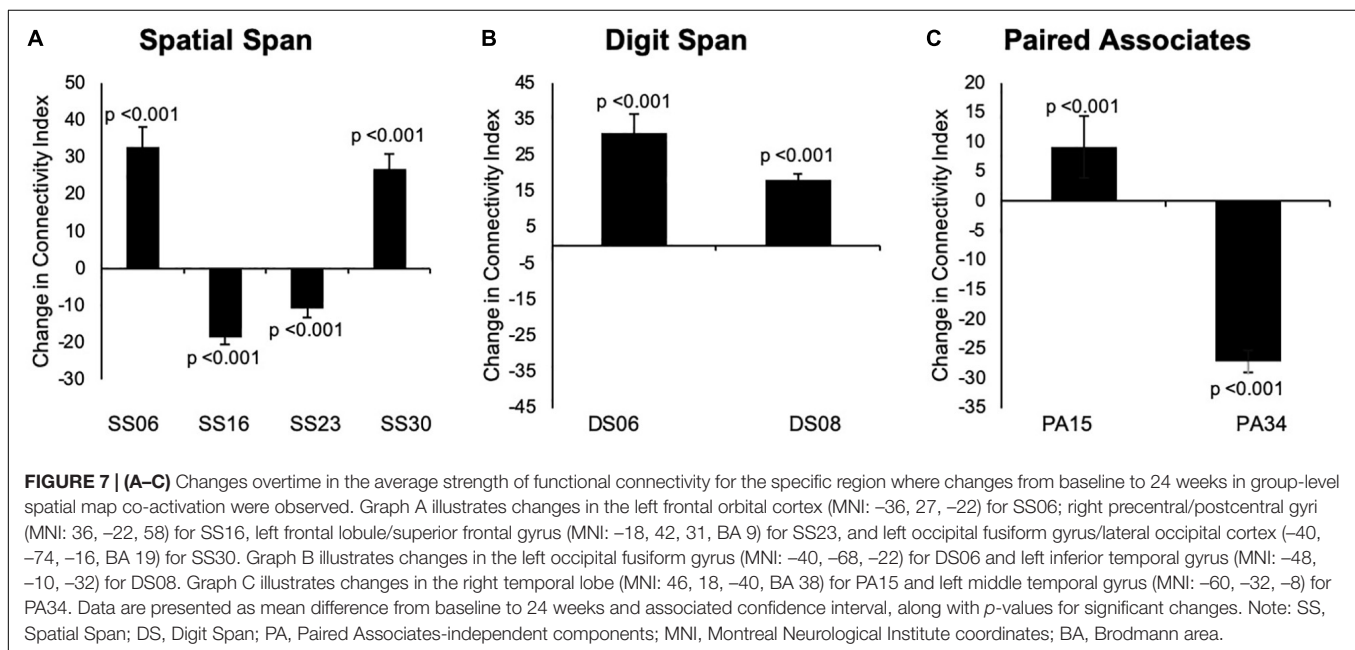 A Spatial Span
B Digit Span
C Paired Associates
Change in Connectivity Index
50
40
30
20
10
0
-10
-20
-30
p <0.001
p <0.001
p <0.001
p <0.001
SS06 SS16 SS23 SS30
Change in Connectivity Index
45
35
25
15
5
-5
-15
-25
-35
-45
p <0.001
p <0.001
DS06 DS08
Change in Connectivity Index
20
15
10
5
0
-5
-10
-15
-20
-25
-30
-35
p <0.001
p <0.001
PA15 PA34
FIGURE 7 | (A–C) Changes overtime in the average strength of functional connectivity for the specific region where changes from baseline to 24 weeks in group-level
spatial map co-activation were observed. Graph A illustrates changes in the left frontal orbital cortex (MNI: –36, 27, –22) for SS06; right precentral/postcentral gyri
(MNI: 36, –22, 58) for SS16, left frontal lobule/superior frontal gyrus (MNI: –18, 42, 31, BA 9) for SS23, and left occipital fusiform gyrus/lateral occipital cortex (–40,
–74, –16, BA 19) for SS30. Graph B illustrates changes in the left occipital fusiform gyrus (MNI: –40, –68, –22) for DS06 and left inferior temporal gyrus (MNI: –48,
–10, –32) for DS08. Graph C illustrates changes in the right temporal lobe (MNI: 46, 18, –40, BA 38) for PA15 and left middle temporal gyrus (MNI: –60, –32, –8) for
PA34. Data are presented as mean difference from baseline to 24 weeks and associated confidence interval, along with p-values for significant changes. Note: SS,
Spatial Span; DS, Digit Span; PA, Paired Associates-independent components; MNI, Montreal Neurological Institute coordinates; BA, Brodmann area.